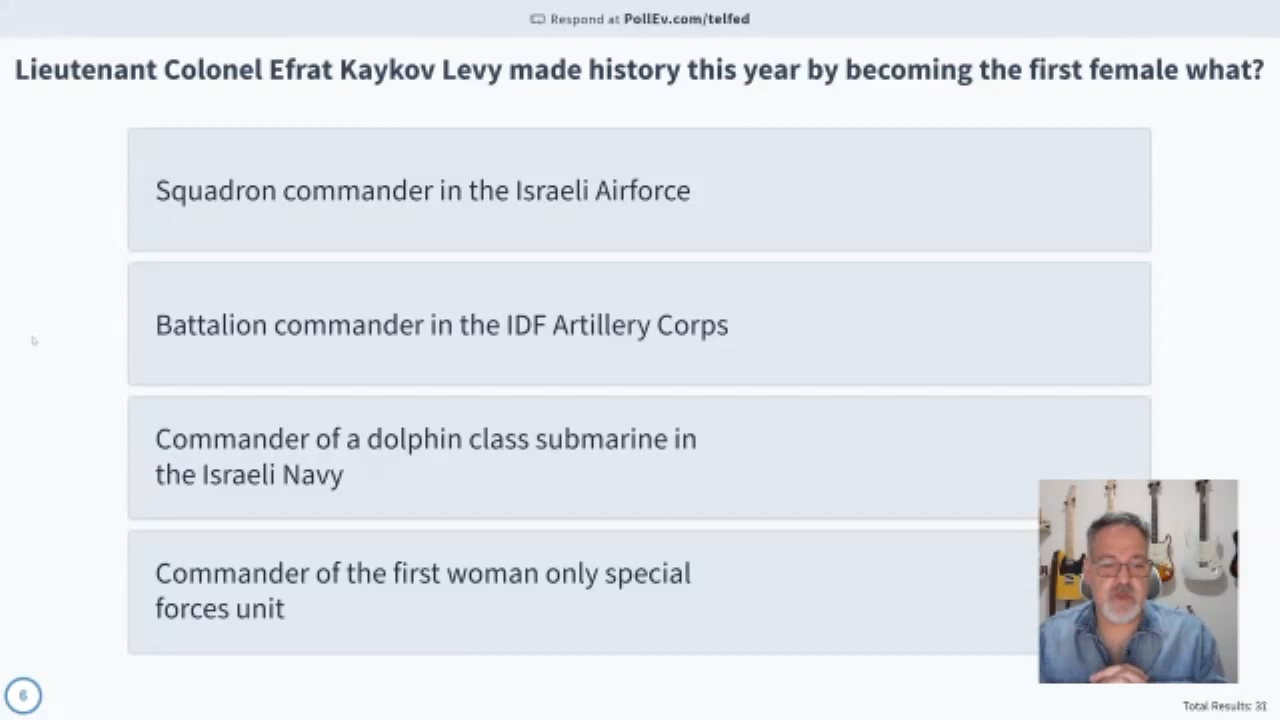 Respond at PollEv.com/telfed
Lieutenant Colonel Efrat Kaykov Levy made history this year by becoming the first female what?
Squadron commander in the Israeli Airforce
Battalion commander in the IDF Artillery Corps
Commander of a dolphin class submarine in
the Israeli Navy
Commander of the first woman only special
forces unit
6
Total Results: 31